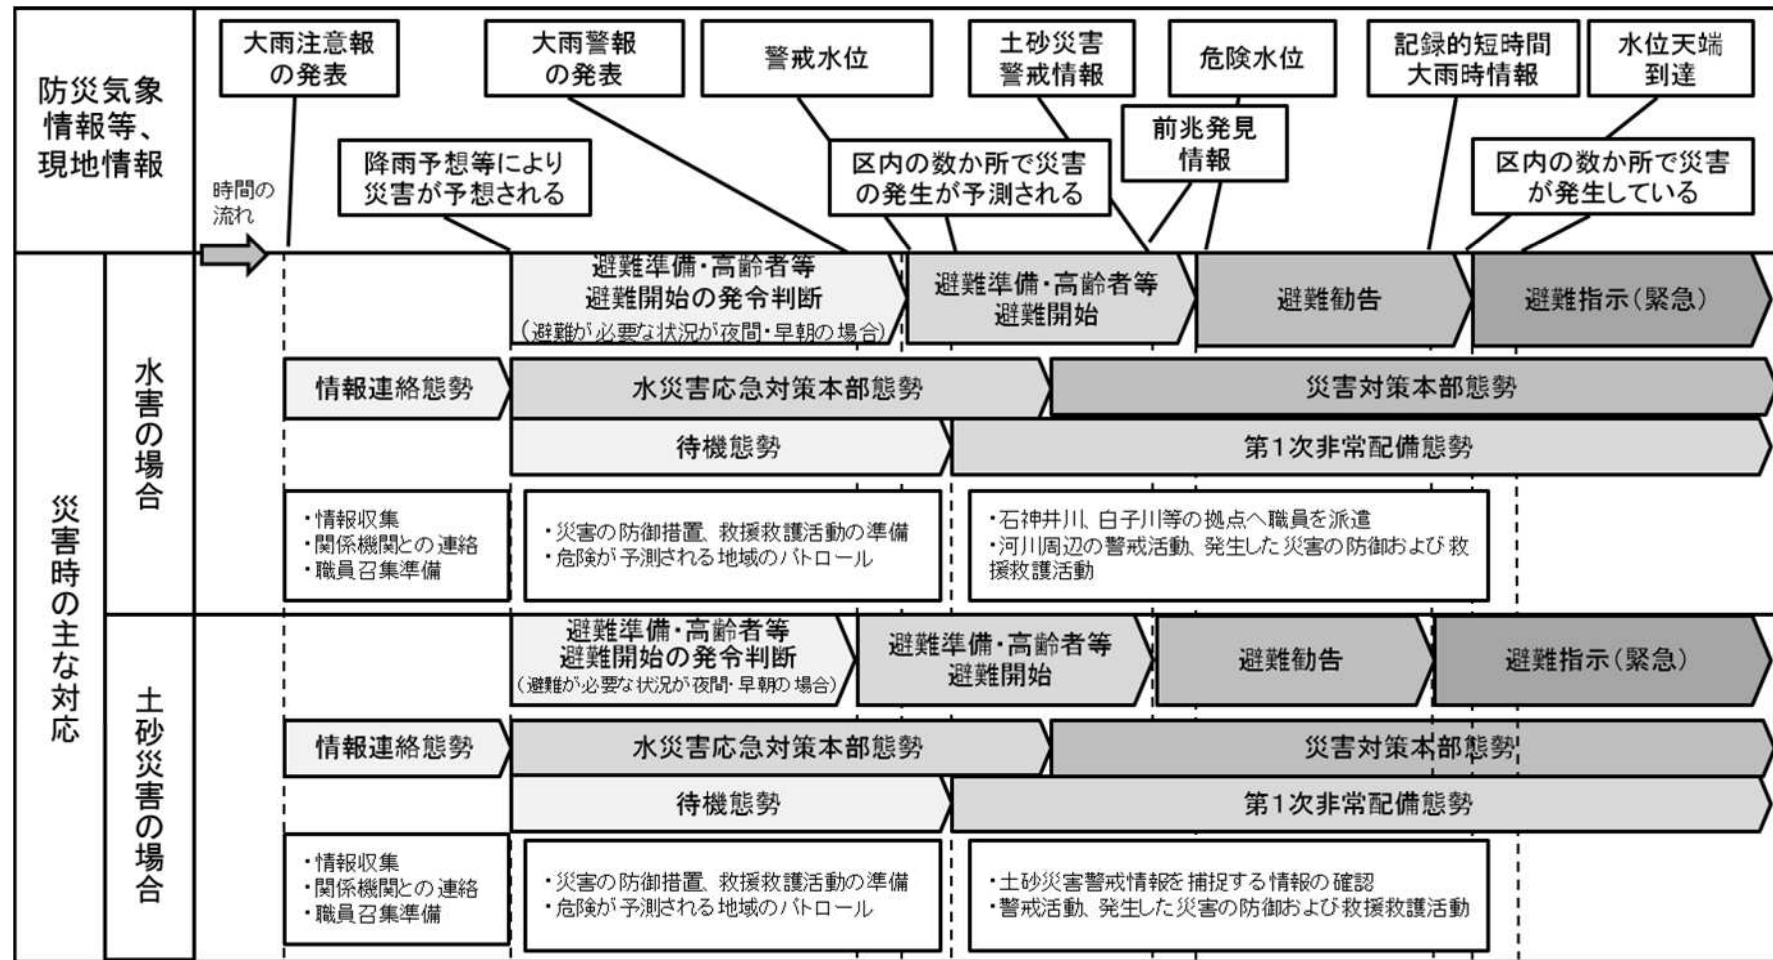 防災気象
情報等、
現地情報
大雨注意報
の発表
大雨警報
の発表
警戒水位
土砂災害
警戒情報
危険水位
記録的短時間
大雨時情報
水位天端
到達
降雨予想等により
災害が予想される
区内の数か所で災害
の発生が予測される
前兆発見
情報
区内の数か所で災害
が発生している
時間の
流れ
災害時の主な対応
水害の場合
避難準備・高齢者等
避難開始の発令判断
(避難が必要な状況が夜間・早朝の場合)
避難準備・高齢者等
避難開始
避難勧告
避難指示(緊急)
情報連絡態勢
水災害応急対策本部態勢
災害対策本部態勢
待機態勢
第1次非常配備態勢
・情報収集
・関係機関との連絡
・職員召集準備
・災害の防御措置、救援救護活動の準備
・危険が予測される地域のパトロール
・石神井川、白子川等の拠点へ職員を派遣
・河川周辺の警戒活動、発生した災害の防御および救
援救護活動
土砂災害の場合
避難準備・高齢者等
避難開始の発令判断
(避難が必要な状況が夜間・早朝の場合)
避難準備・高齢者等
避難開始
避難勧告
避難指示(緊急)
情報連絡態勢
水災害応急対策本部態勢
災害対策本部態勢
待機態勢
第1次非常配備態勢
・情報収集
・関係機関との連絡
・職員召集準備
・災害の防御措置、救援救護活動の準備
・危険が予測される地域のパトロール
・土砂災害警戒情報を捕捉する情報の確認
・警戒活動、発生した災害の防御および救援救護活動